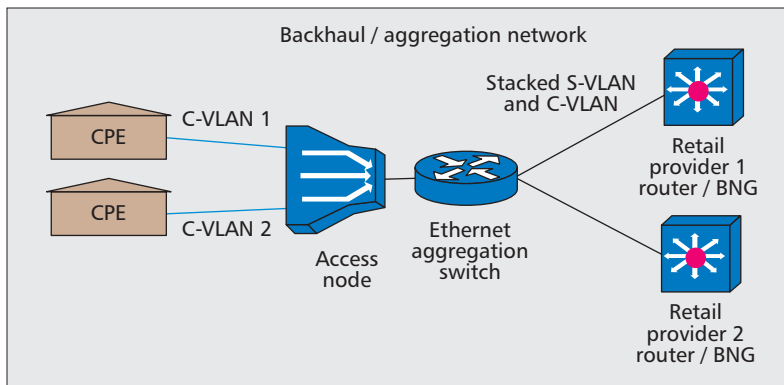 Backhaul / aggregation network
C-VLAN 1
CPE
CPE
C-VLAN 2
Access
node
Ethernet
aggregation
switch
Stacked S-VLAN
and C-VLAN
Retail
provider 1
router / BNG
Retail
provider 2
router / BNG